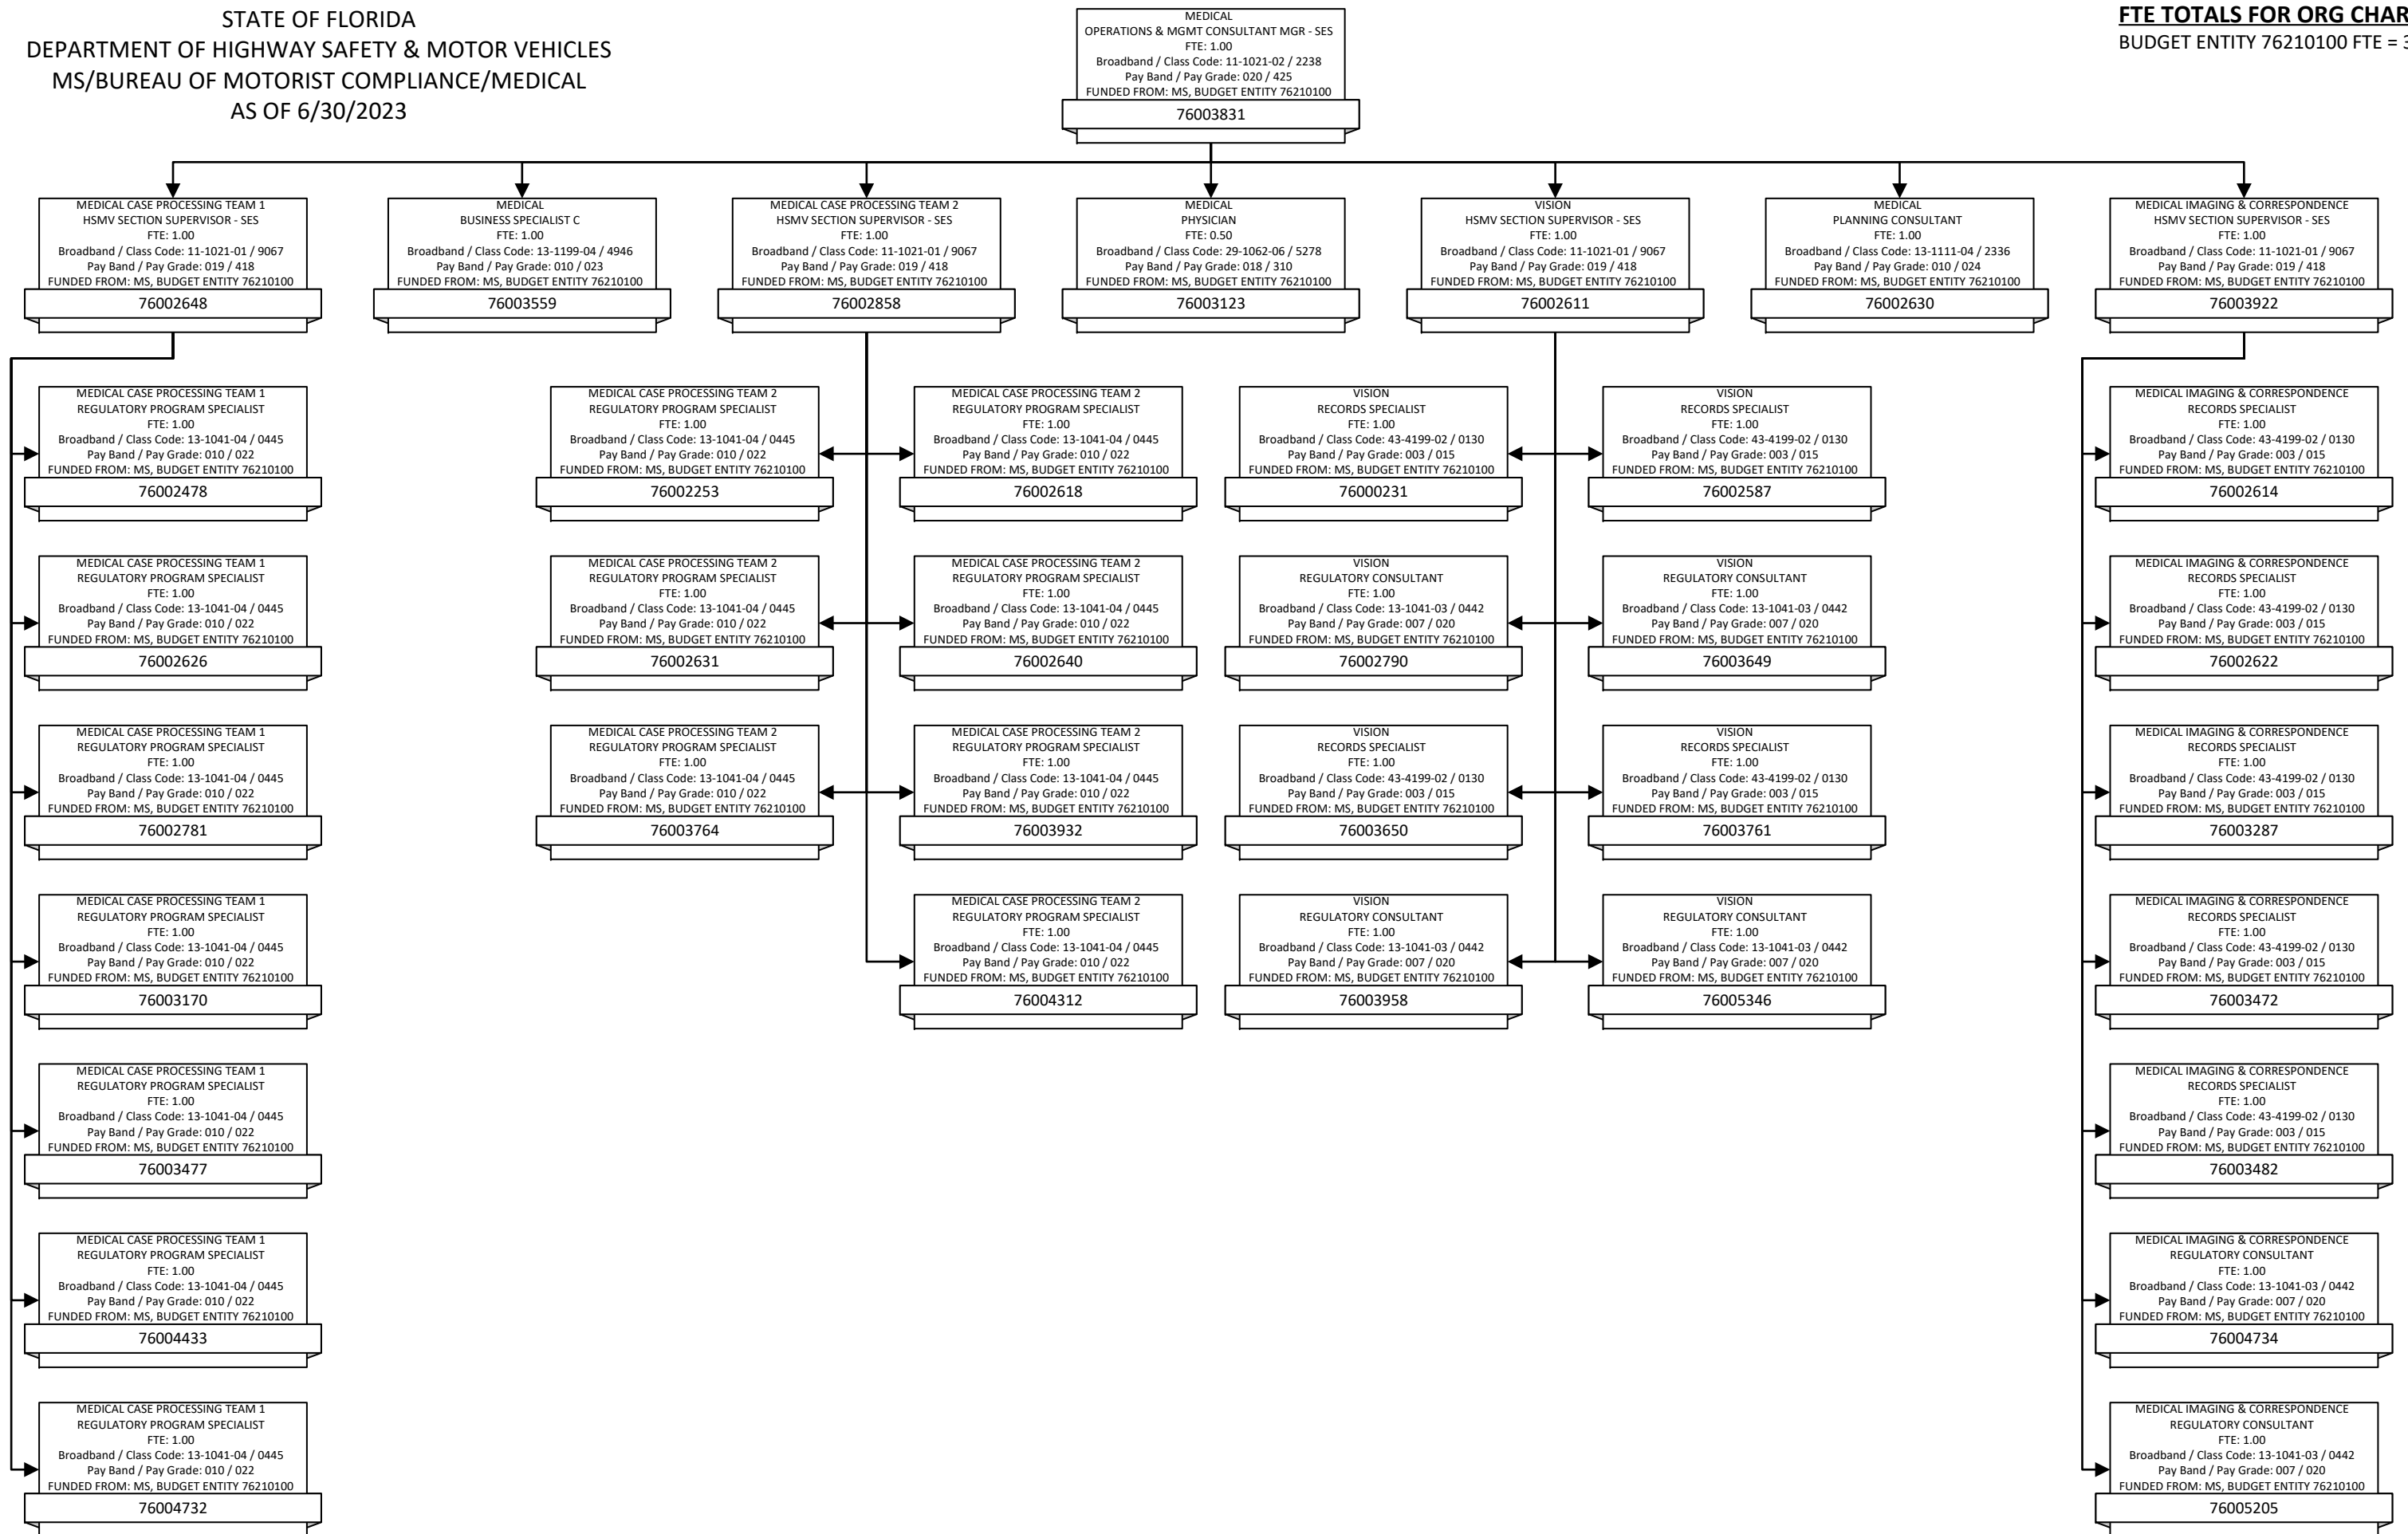 STATE OF FLORIDA
DEPARTMENT OF HIGHWAY SAFETY & MOTOR VEHICLES
MS/BUREAU OF MOTORIST COMPLIANCE/MEDICAL
AS OF 6/30/2023
MEDICAL
OPERATIONS & MGMT CONSULTANT MGR - SES
FTE: 1.00
Broadband / Class Code: 11-1021-02 / 2238
Pay Band / Pay Grade: 020 / 425
FUNDED FROM: MS, BUDGET ENTITY 76210100
76003831
FTE TOTALS FOR ORG CHAR
BUDGET ENTITY 76210100 FTE = 3
MEDICAL CASE PROCESSING TEAM 1
HSMV SECTION SUPERVISOR - SES
FTE: 1.00
Broadband / Class Code: 11-1021-01 / 9067
Pay Band / Pay Grade: 019 / 418
FUNDED FROM: MS, BUDGET ENTITY 76210100
76002648
MEDICAL
BUSINESS SPECIALIST C
FTE: 1.00
Broadband / Class Code: 13-1199-04 / 4946
Pay Band / Pay Grade: 010 / 023
FUNDED FROM: MS, BUDGET ENTITY 76210100
76003559
MEDICAL CASE PROCESSING TEAM 2
HSMV SECTION SUPERVISOR - SES
FTE: 1.00
Broadband / Class Code: 11-1021-01 / 9067
Pay Band / Pay Grade: 019 / 418
FUNDED FROM: MS, BUDGET ENTITY 76210100
76002858
MEDICAL
PHYSICIAN
FTE: 0.50
Broadband / Class Code: 29-1062-06 / 5278
Pay Band / Pay Grade: 018 / 310
FUNDED FROM: MS, BUDGET ENTITY 76210100
76003123
VISION
HSMV SECTION SUPERVISOR - SES
FTE: 1.00
Broadband / Class Code: 11-1021-01 / 9067
Pay Band / Pay Grade: 019 / 418
FUNDED FROM: MS, BUDGET ENTITY 76210100
76002611
MEDICAL
PLANNING CONSULTANT
FTE: 1.00
Broadband / Class Code: 13-1111-04 / 2336
Pay Band / Pay Grade: 010 / 024
FUNDED FROM: MS, BUDGET ENTITY 76210100
76002630
MEDICAL IMAGING & CORRESPONDENCE
HSMV SECTION SUPERVISOR - SES
FTE: 1.00
Broadband / Class Code: 11-1021-01 / 9067
Pay Band / Pay Grade: 019 / 418
FUNDED FROM: MS, BUDGET ENTITY 76210100
76003922
MEDICAL CASE PROCESSING TEAM 1
REGULATORY PROGRAM SPECIALIST
FTE: 1.00
Broadband / Class Code: 13-1041-04 / 0445
Pay Band / Pay Grade: 010 / 022
FUNDED FROM: MS, BUDGET ENTITY 76210100
76002478
MEDICAL CASE PROCESSING TEAM 2
REGULATORY PROGRAM SPECIALIST
FTE: 1.00
Broadband / Class Code: 13-1041-04 / 0445
Pay Band / Pay Grade: 010 / 022
FUNDED FROM: MS, BUDGET ENTITY 76210100
76002253
MEDICAL CASE PROCESSING TEAM 2
REGULATORY PROGRAM SPECIALIST
FTE: 1.00
Broadband / Class Code: 13-1041-04 / 0445
Pay Band / Pay Grade: 010 / 022
FUNDED FROM: MS, BUDGET ENTITY 76210100
76002618
VISION
RECORDS SPECIALIST
FTE: 1.00
Broadband / Class Code: 43-4199-02 / 0130
Pay Band / Pay Grade: 003 / 015
FUNDED FROM: MS, BUDGET ENTITY 76210100
76000231
VISION
RECORDS SPECIALIST
FTE: 1.00
Broadband / Class Code: 43-4199-02 / 0130
Pay Band / Pay Grade: 003 / 015
FUNDED FROM: MS, BUDGET ENTITY 76210100
76002587
MEDICAL IMAGING & CORRESPONDENCE
RECORDS SPECIALIST
FTE: 1.00
Broadband / Class Code: 43-4199-02 / 0130
Pay Band / Pay Grade: 003 / 015
FUNDED FROM: MS, BUDGET ENTITY 76210100
76002614
MEDICAL CASE PROCESSING TEAM 1
REGULATORY PROGRAM SPECIALIST
FTE: 1.00
Broadband / Class Code: 13-1041-04 / 0445
Pay Band / Pay Grade: 010 / 022
FUNDED FROM: MS, BUDGET ENTITY 76210100
76002626
MEDICAL CASE PROCESSING TEAM 2
REGULATORY PROGRAM SPECIALIST
FTE: 1.00
Broadband / Class Code: 13-1041-04 / 0445
Pay Band / Pay Grade: 010 / 022
FUNDED FROM: MS, BUDGET ENTITY 76210100
76002631
MEDICAL CASE PROCESSING TEAM 2
REGULATORY PROGRAM SPECIALIST
FTE: 1.00
Broadband / Class Code: 13-1041-04 / 0445
Pay Band / Pay Grade: 010 / 022
FUNDED FROM: MS, BUDGET ENTITY 76210100
76002640
VISION
REGULATORY CONSULTANT
FTE: 1.00
Broadband / Class Code: 13-1041-03 / 0442
Pay Band / Pay Grade: 007 / 020
FUNDED FROM: MS, BUDGET ENTITY 76210100
76002790
VISION
REGULATORY CONSULTANT
FTE: 1.00
Broadband / Class Code: 13-1041-03 / 0442
Pay Band / Pay Grade: 007 / 020
FUNDED FROM: MS, BUDGET ENTITY 76210100
76003649
MEDICAL IMAGING & CORRESPONDENCE
RECORDS SPECIALIST
FTE: 1.00
Broadband / Class Code: 43-4199-02 / 0130
Pay Band / Pay Grade: 003 / 015
FUNDED FROM: MS, BUDGET ENTITY 76210100
76002622
MEDICAL CASE PROCESSING TEAM 1
REGULATORY PROGRAM SPECIALIST
FTE: 1.00
Broadband / Class Code: 13-1041-04 / 0445
Pay Band / Pay Grade: 010 / 022
FUNDED FROM: MS, BUDGET ENTITY 76210100
76002781
MEDICAL CASE PROCESSING TEAM 2
REGULATORY PROGRAM SPECIALIST
FTE: 1.00
Broadband / Class Code: 13-1041-04 / 0445
Pay Band / Pay Grade: 010 / 022
FUNDED FROM: MS, BUDGET ENTITY 76210100
76003764
MEDICAL CASE PROCESSING TEAM 2
REGULATORY PROGRAM SPECIALIST
FTE: 1.00
Broadband / Class Code: 13-1041-04 / 0445
Pay Band / Pay Grade: 010 / 022
FUNDED FROM: MS, BUDGET ENTITY 76210100
76003932
VISION
RECORDS SPECIALIST
FTE: 1.00
Broadband / Class Code: 43-4199-02 / 0130
Pay Band / Pay Grade: 003 / 015
FUNDED FROM: MS, BUDGET ENTITY 76210100
76003650
VISION
RECORDS SPECIALIST
FTE: 1.00
Broadband / Class Code: 43-4199-02 / 0130
Pay Band / Pay Grade: 003 / 015
FUNDED FROM: MS, BUDGET ENTITY 76210100
76003761
MEDICAL IMAGING & CORRESPONDENCE
RECORDS SPECIALIST
FTE: 1.00
Broadband / Class Code: 43-4199-02 / 0130
Pay Band / Pay Grade: 003 / 015
FUNDED FROM: MS, BUDGET ENTITY 76210100
76003287
MEDICAL CASE PROCESSING TEAM 1
REGULATORY PROGRAM SPECIALIST
FTE: 1.00
Broadband / Class Code: 13-1041-04 / 0445
Pay Band / Pay Grade: 010 / 022
FUNDED FROM: MS, BUDGET ENTITY 76210100
76003170
MEDICAL CASE PROCESSING TEAM 2
REGULATORY PROGRAM SPECIALIST
FTE: 1.00
Broadband / Class Code: 13-1041-04 / 0445
Pay Band / Pay Grade: 010 / 022
FUNDED FROM: MS, BUDGET ENTITY 76210100
76004312
VISION
REGULATORY CONSULTANT
FTE: 1.00
Broadband / Class Code: 13-1041-03 / 0442
Pay Band / Pay Grade: 007 / 020
FUNDED FROM: MS, BUDGET ENTITY 76210100
76003958
VISION
REGULATORY CONSULTANT
FTE: 1.00
Broadband / Class Code: 13-1041-03 / 0442
Pay Band / Pay Grade: 007 / 020
FUNDED FROM: MS, BUDGET ENTITY 76210100
76005346
MEDICAL IMAGING & CORRESPONDENCE
RECORDS SPECIALIST
FTE: 1.00
Broadband / Class Code: 43-4199-02 / 0130
Pay Band / Pay Grade: 003 / 015
FUNDED FROM: MS, BUDGET ENTITY 76210100
76003472
MEDICAL CASE PROCESSING TEAM 1
REGULATORY PROGRAM SPECIALIST
FTE: 1.00
Broadband / Class Code: 13-1041-04 / 0445
Pay Band / Pay Grade: 010 / 022
FUNDED FROM: MS, BUDGET ENTITY 76210100
76003477
MEDICAL IMAGING & CORRESPONDENCE
RECORDS SPECIALIST
FTE: 1.00
Broadband / Class Code: 43-4199-02 / 0130
Pay Band / Pay Grade: 003 / 015
FUNDED FROM: MS, BUDGET ENTITY 76210100
76003482
MEDICAL CASE PROCESSING TEAM 1
REGULATORY PROGRAM SPECIALIST
FTE: 1.00
Broadband / Class Code: 13-1041-04 / 0445
Pay Band / Pay Grade: 010 / 022
FUNDED FROM: MS, BUDGET ENTITY 76210100
76004433
MEDICAL IMAGING & CORRESPONDENCE
REGULATORY CONSULTANT
FTE: 1.00
Broadband / Class Code: 13-1041-03 / 0442
Pay Band / Pay Grade: 007 / 020
FUNDED FROM: MS, BUDGET ENTITY 76210100
76004734
MEDICAL CASE PROCESSING TEAM 1
REGULATORY PROGRAM SPECIALIST
FTE: 1.00
Broadband / Class Code: 13-1041-04 / 0445
Pay Band / Pay Grade: 010 / 022
FUNDED FROM: MS, BUDGET ENTITY 76210100
76004732
MEDICAL IMAGING & CORRESPONDENCE
REGULATORY CONSULTANT
FTE: 1.00
Broadband / Class Code: 13-1041-03 / 0442
Pay Band / Pay Grade: 007 / 020
FUNDED FROM: MS, BUDGET ENTITY 76210100
76005205